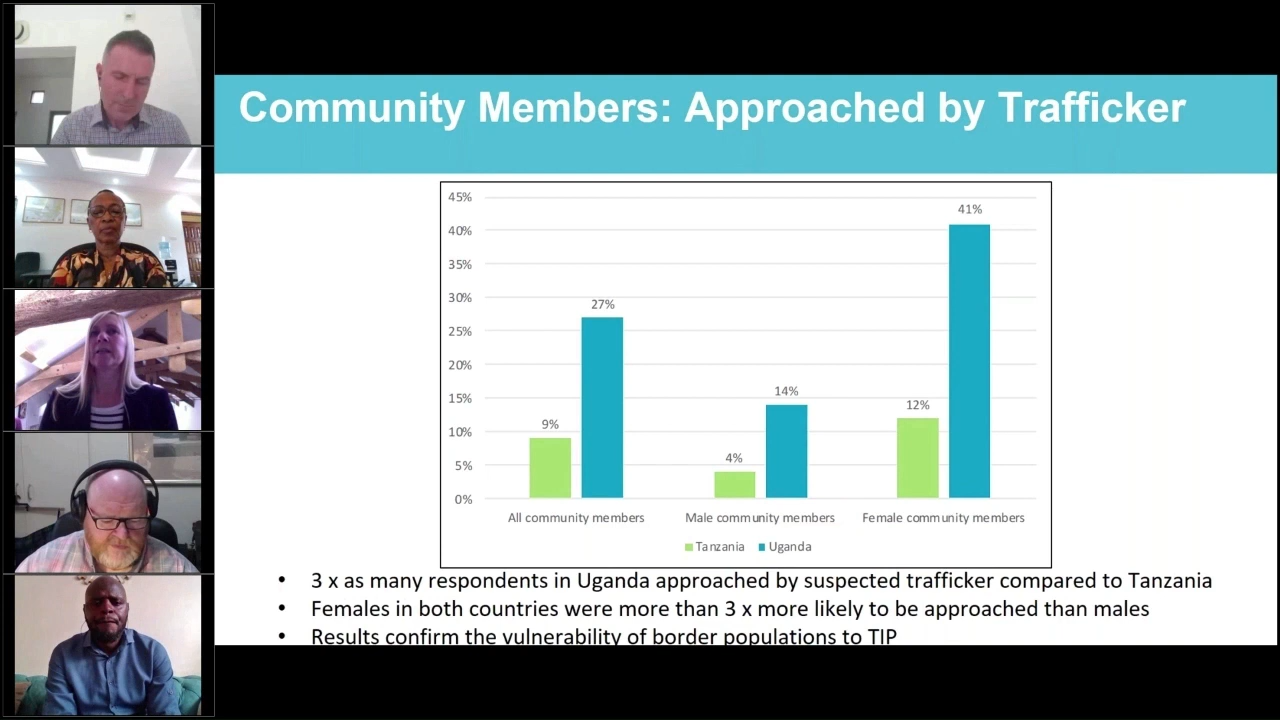 Community Members: Approached by Trafficker
45%
40%
35%
30%
25%
20%
15%
10%
5%
0%
9%
27%
4%
14%
12%
41%
All community members
Male community members
Female community members
Tanzania
Uganda
• 3 x as many respondents in Uganda approached by suspected trafficker compared to Tanzania
• Females in both countries were more than 3 x more likely to be approached than males
• Results confirm the vulnerability of border populations to TIP